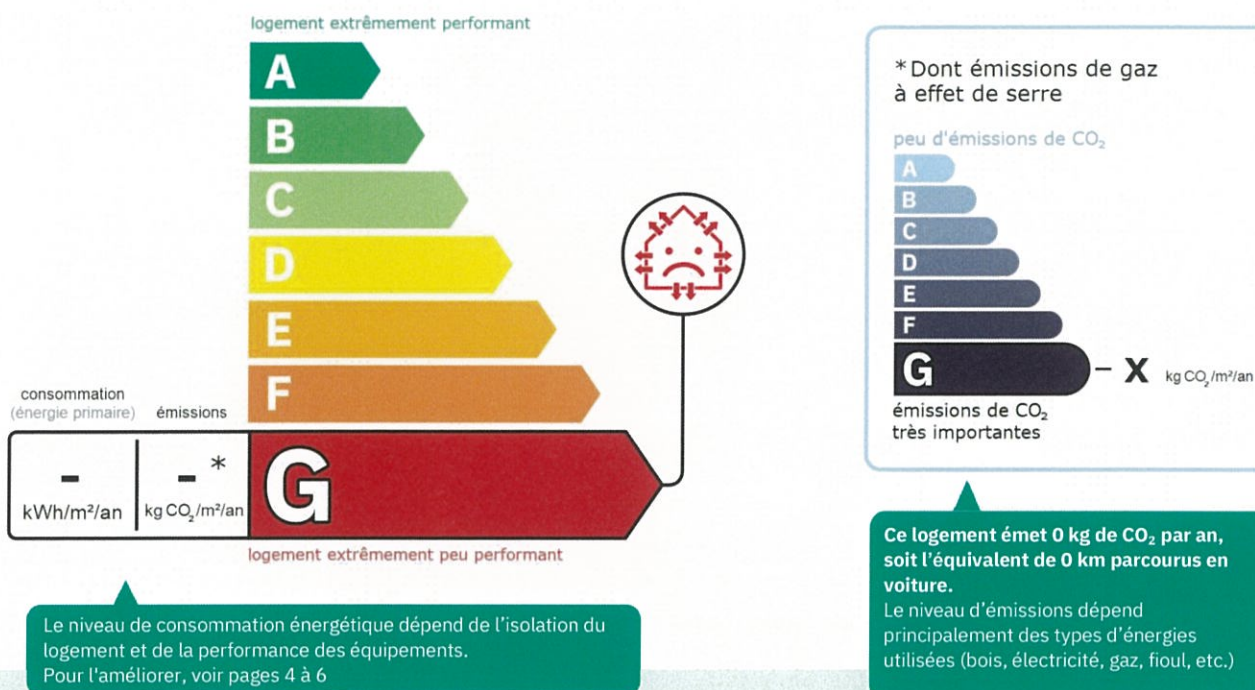 logement extrêmement performant
A
B
C
D
E
F
consommation
(énergie primaire)
émissions
-
kWh/m²/an
- *
kg CO₂/m²/an
G
logement extrêmement peu performant
Le niveau de consommation énergétique dépend de l'isolation du
logement et de la performance des équipements.
Pour l'améliorer, voir pages 4 à 6
*Dont émissions de gaz
à effet de serre
peu d'émissions de CO₂
A
B
C
D
E
F
G
- X kg CO₂/m²/an
émissions de CO₂
très importantes
Ce logement émet 0 kg de CO₂ par an,
soit l'équivalent de 0 km parcourus en
voiture.
Le niveau d'émissions dépend
principalement des types d'énergies
utilisées (bois, électricité, gaz, fioul, etc.)